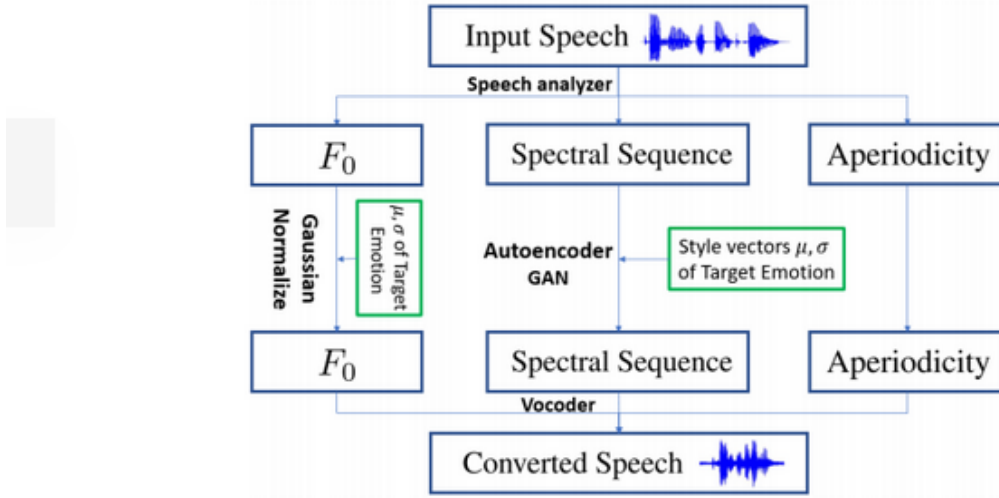 Input Speech
Speech analyzer
F₀
Spectral Sequence
Aperiodicity
Gaussian
Normalize
μ, σ of Target
Emotion
Autoencoder
GAN
Style vectors μ, σ
of Target Emotion
F₀
Spectral Sequence
Aperiodicity
Vocoder
Converted Speech